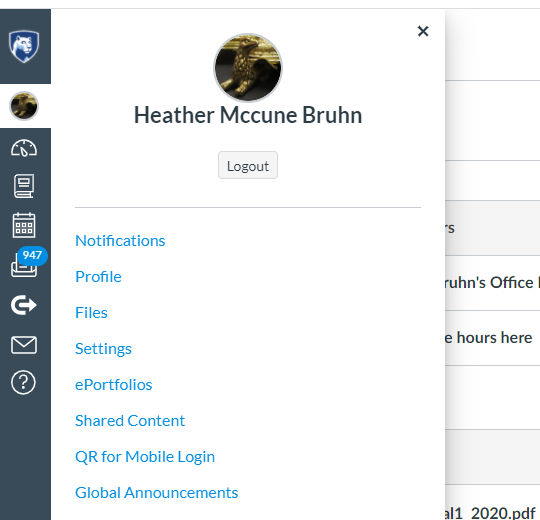 ×
Heather Mccune Bruhn
Logout
Notifications
Profile
Files
Settings
ePortfolios
Shared Content
QR for Mobile Login
Global Announcements
947
?
rs
ruhn's Office
e hours here
al1_2020.pdf